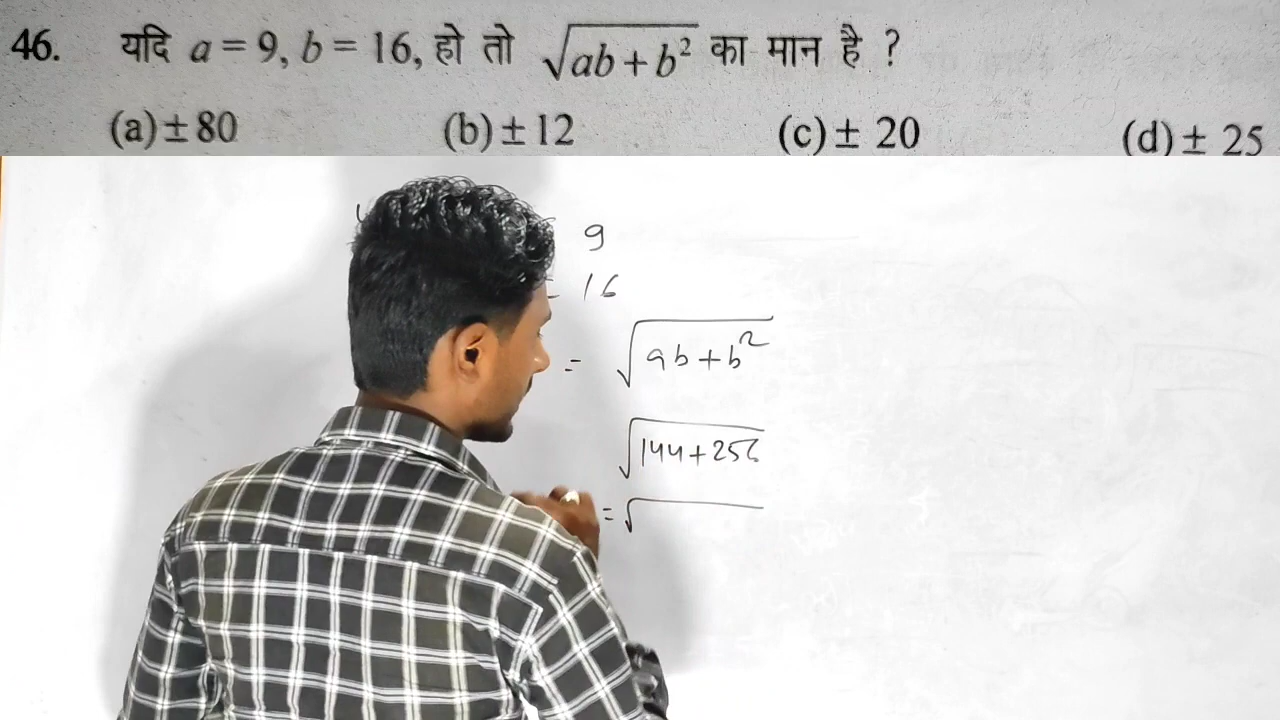 46. यदि a = 9, b = 16, हो तो √ab + b² का मान है ?
(a) ± 80 (b) ± 12 (c) ± 20 (d) ± 25
9
= 16
= √ab + b²
√144 + 256
= √